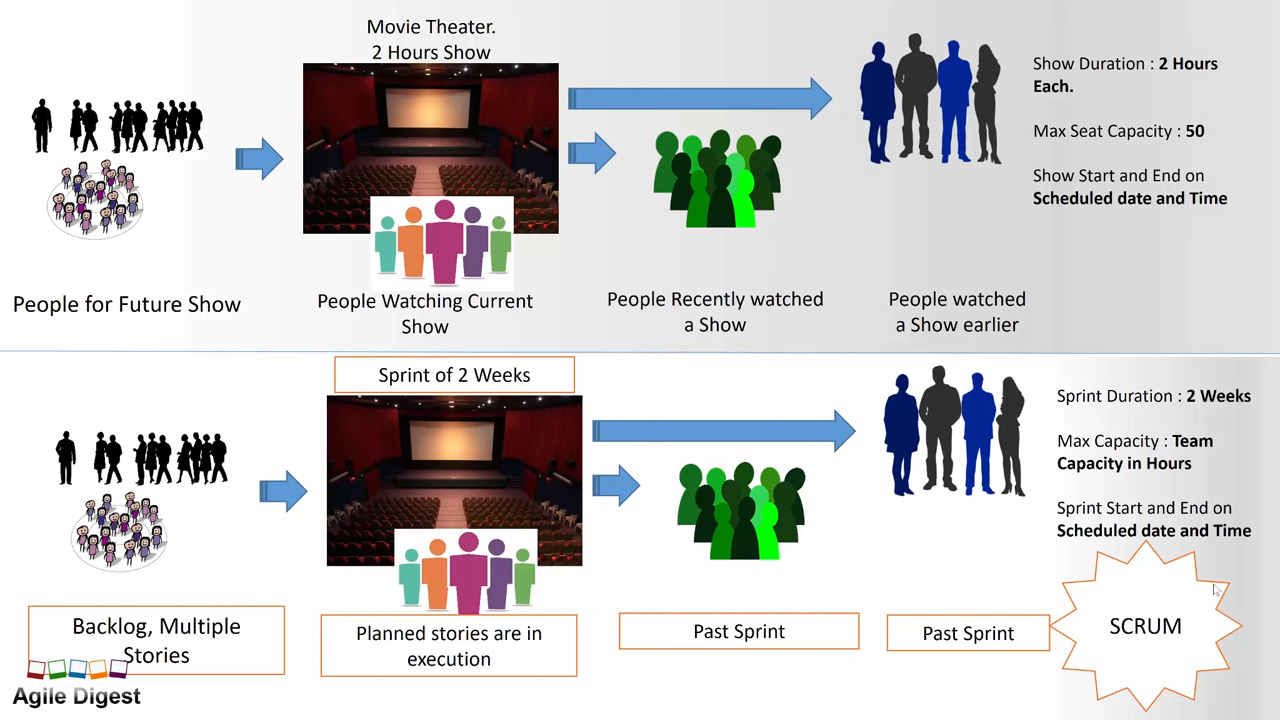 Movie Theater.
2 Hours Show
Show Duration : 2 Hours
Each.
Max Seat Capacity : 50
Show Start and End on
Scheduled date and Time
People for Future Show
People Watching Current
Show
People Recently watched
a Show
People watched
a Show earlier
Sprint of 2 Weeks
Sprint Duration : 2 Weeks
Max Capacity : Team
Capacity in Hours
Sprint Start and End on
Scheduled date and Time
Backlog, Multiple
Stories
Planned stories are in
execution
Past Sprint
Past Sprint
SCRUM
Agile Digest